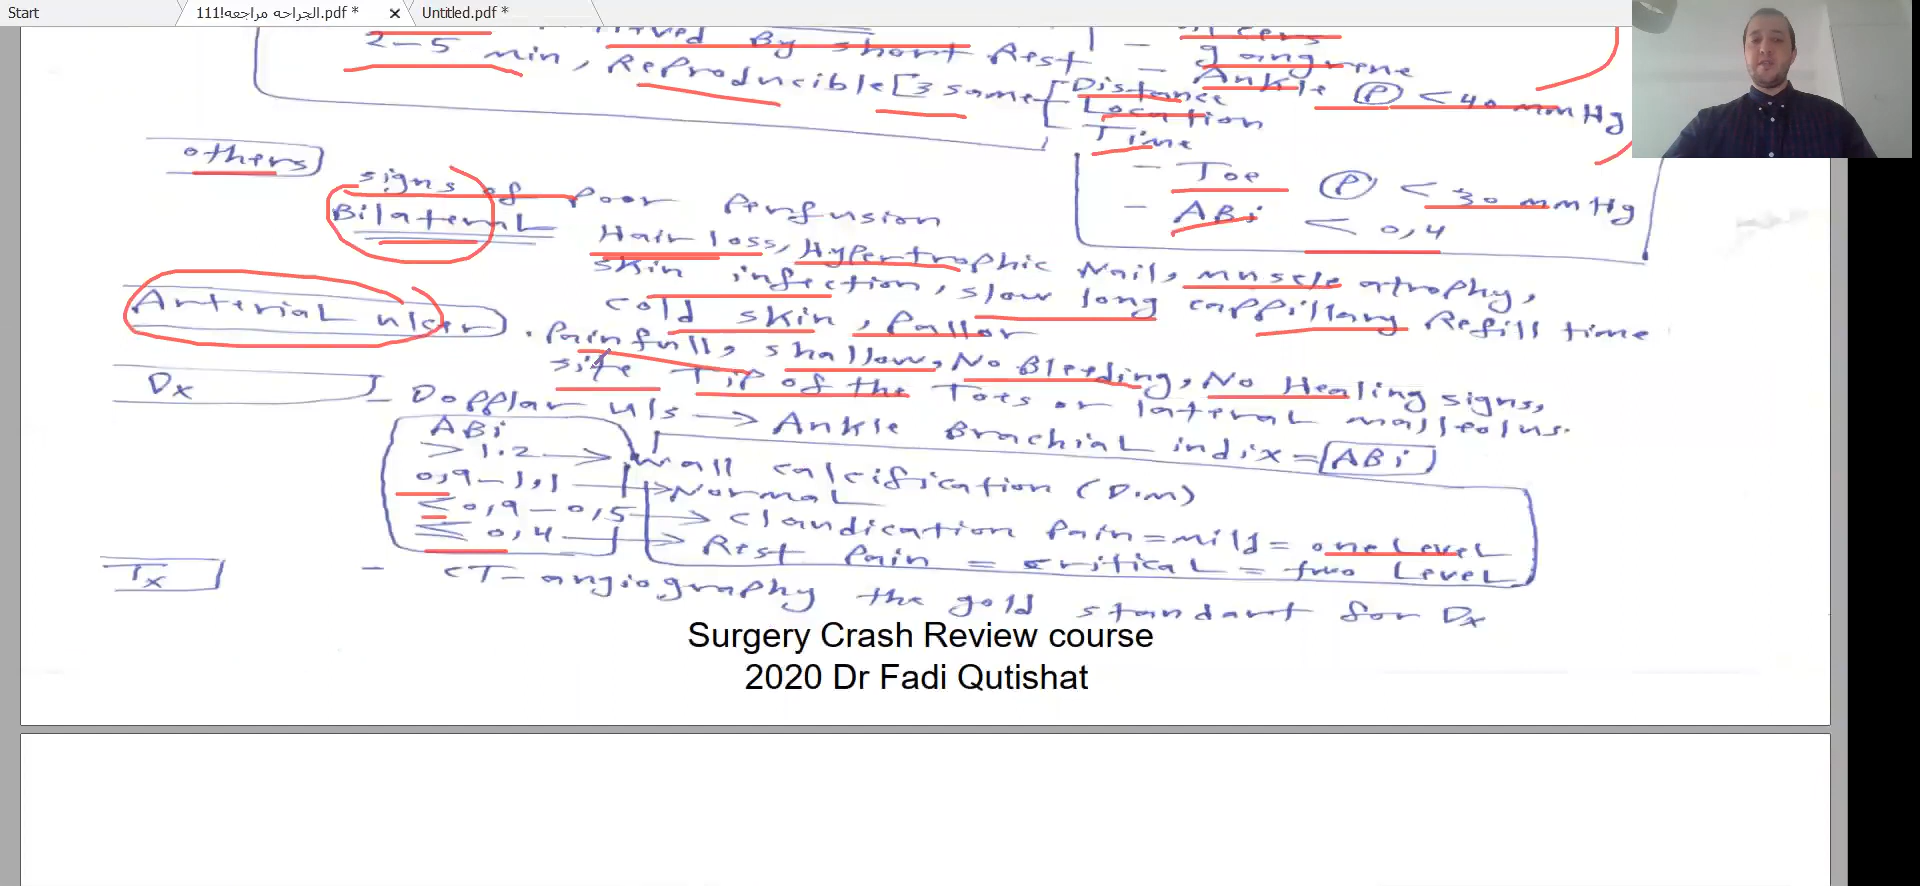 Start
الجراحه مراجعه!111.pdf *
Untitled.pdf *
By short Rest
2-5 min, Reproducible [3 same
Distance
Location
Time
gangrene
Ankle P < 40 mmHg
- Toe P < 30 mmHg
- ABi < 0,4
others
signs of Poor Perfusion
BilateraL
Hair loss, Hypertrophic Nail, muscle atrophy,
skin infection, slow long cappillary Refill time
cold skin, Pallor
ArteriaL ulcer
. Painfull, shallow, No Bleeding, No Healing signs,
site Tip of the Toes or lateraL malleolus.
Dx
- Dopplar u/s → Ankle BrachiaL indix = ABi
ABi
> 1.2 → wall calcification (D.M)
0,9-1,1 → NormaL
≤ 0,9-0,5 → claudication Pain = mild = one LeveL
≤ 0,4 → Rest Pain = criticaL = two LeveL
Tx
- CT-angiography the gold standart for Dx
Surgery Crash Review course
2020 Dr Fadi Qutishat